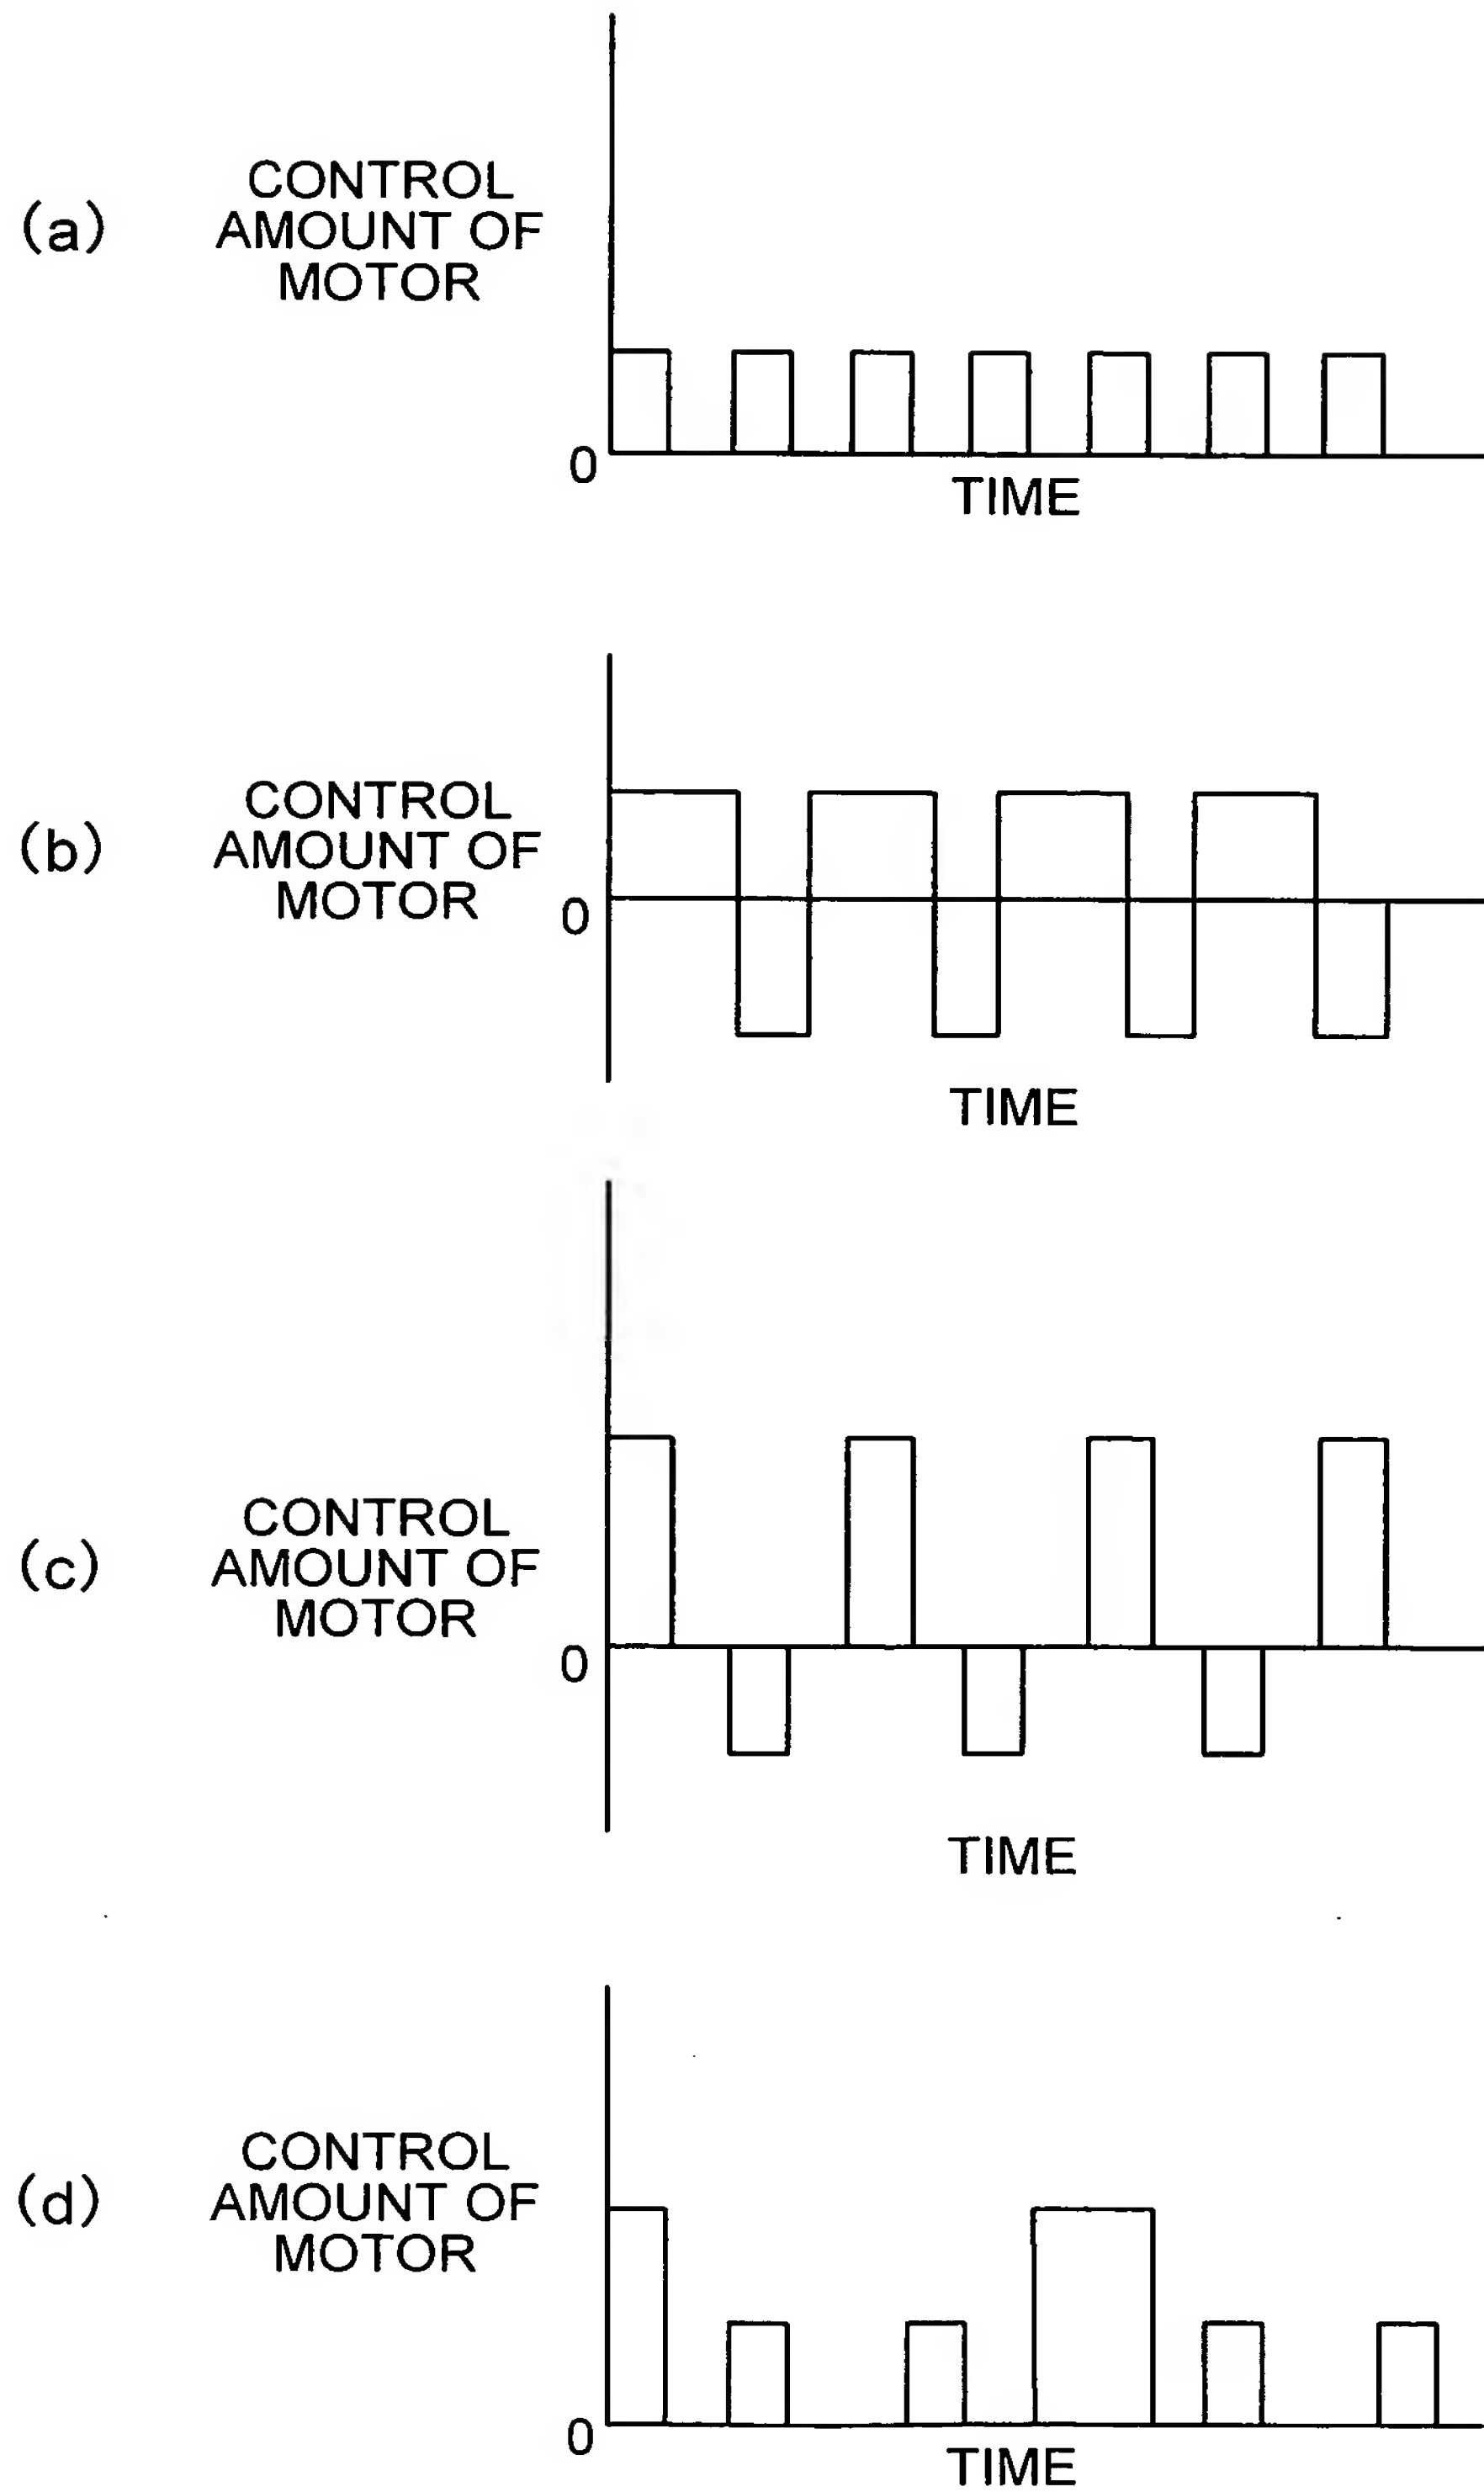 (a)
CONTROL
AMOUNT OF
MOTOR
0
TIME
(b)
CONTROL
AMOUNT OF
MOTOR
0
TIME
(c)
CONTROL
AMOUNT OF
MOTOR
0
TIME
(d)
CONTROL
AMOUNT OF
MOTOR
0
TIME